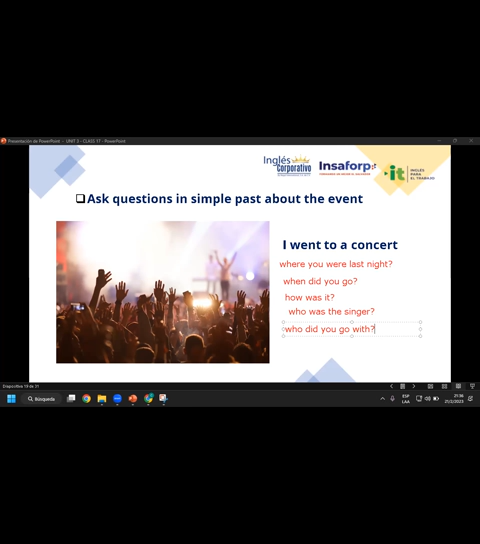 Presentación de PowerPoint - UNIT 3 - CLASS 17 - PowerPoint
Inglés
Corporativo
Insaforp
it
INGLÉS
PARA
EL TRABAJO
❑Ask questions in simple past about the event
I went to a concert
where you were last night?
when did you go?
how was it?
who was the singer?
who did you go with?
Diapositiva 19 de 31
Búsqueda
ESP
LAA
21:36
21/2/2023